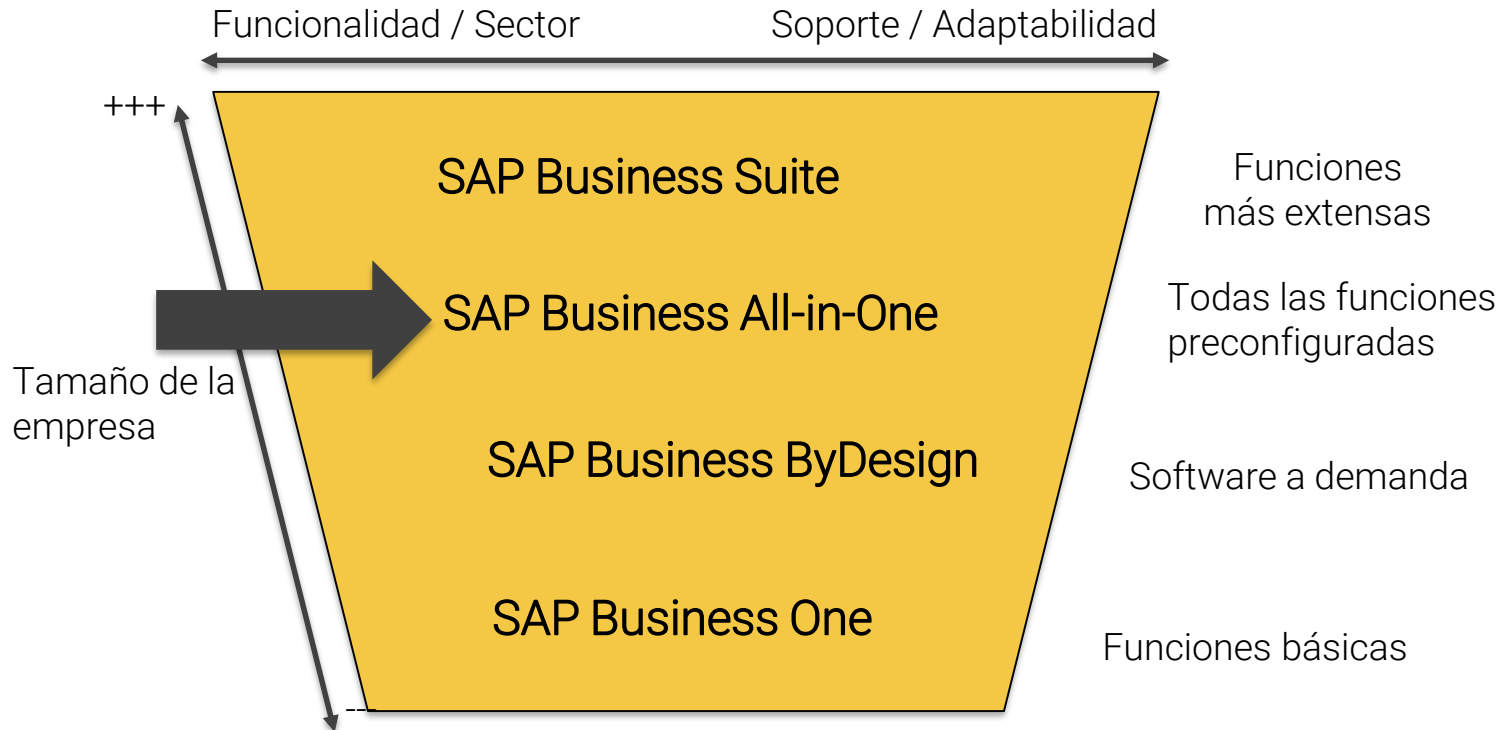 Funcionalidad / Sector
Soporte / Adaptabilidad
+++
SAP Business Suite
Funciones
más extensas
SAP Business All-in-One
Todas las funciones
preconfiguradas
Tamaño de la
empresa
SAP Business ByDesign
Software a demanda
SAP Business One
Funciones básicas
---